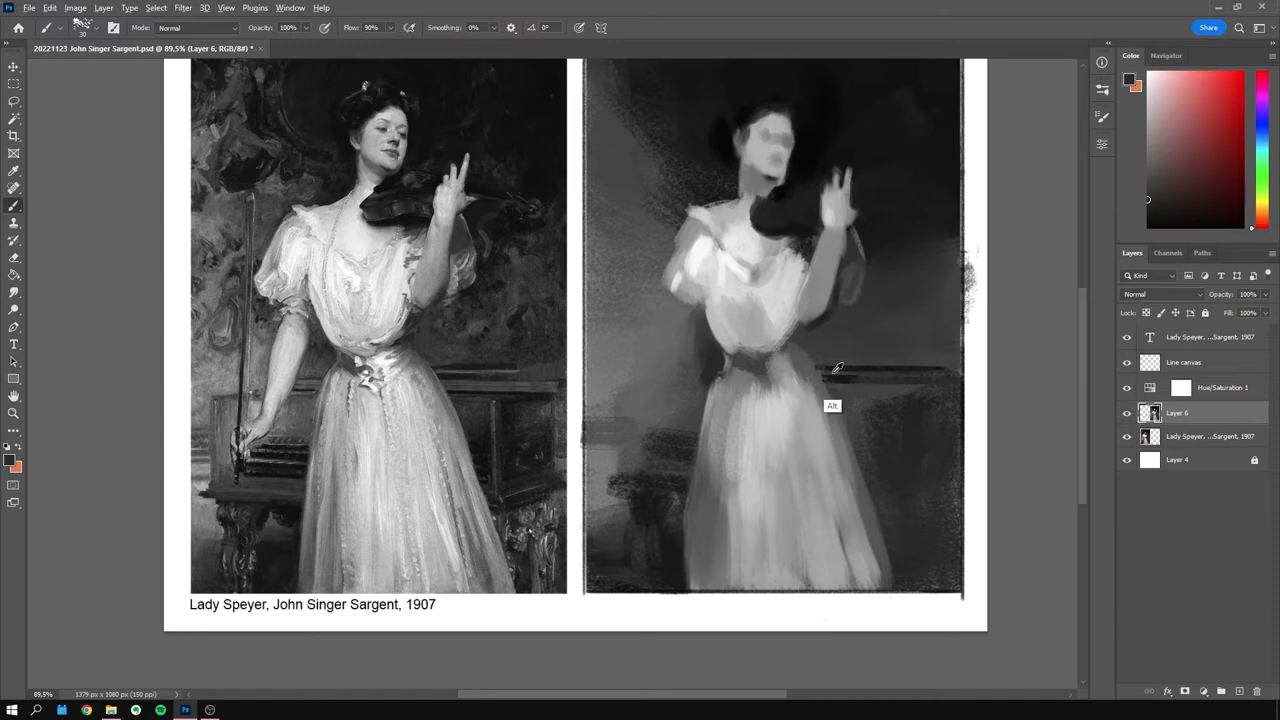 File Edit Image Layer Type Select Filter 3D View Plugins Window Help
30 Mode: Normal Opacity: 100% Flow: 90% Smoothing: 0% 0° Share
20221123 John Singer Sargent.psd @ 89,5% (Layer 6, RGB/8#) * ×
Color Navigator
Layers Channels Paths
Kind
Normal Opacity: 100%
Lock: Fill: 100%
Lady Speyer, ...Sargent, 1907
Line canvas
Hue/Saturation 1
Layer 6
Lady Speyer, ...Sargent, 1907
Layer 4
Alt
Lady Speyer, John Singer Sargent, 1907
89,5% 1379 px x 1080 px (150 ppi)